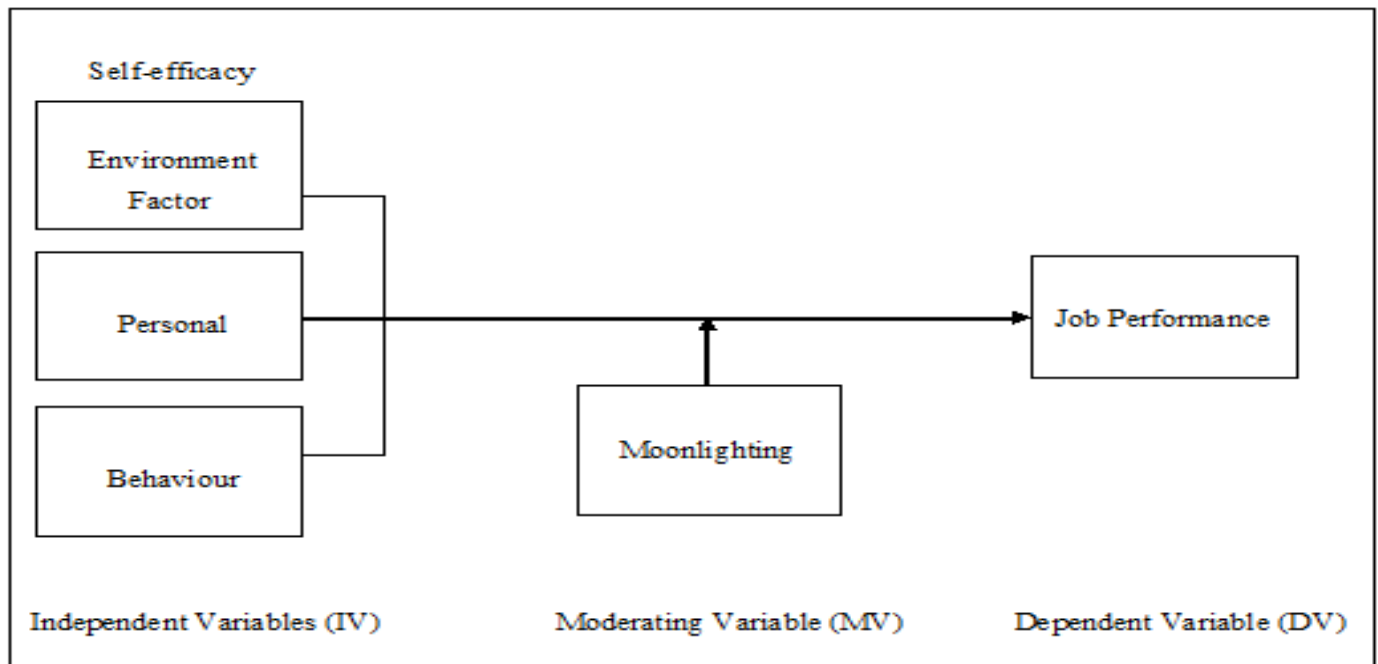 Self-efficacy
Environment
Factor
Personal
Behaviour
Moonlighting
Job Performance
Independent Variables (IV)
Moderating Variable (MV)
Dependent Variable (DV)